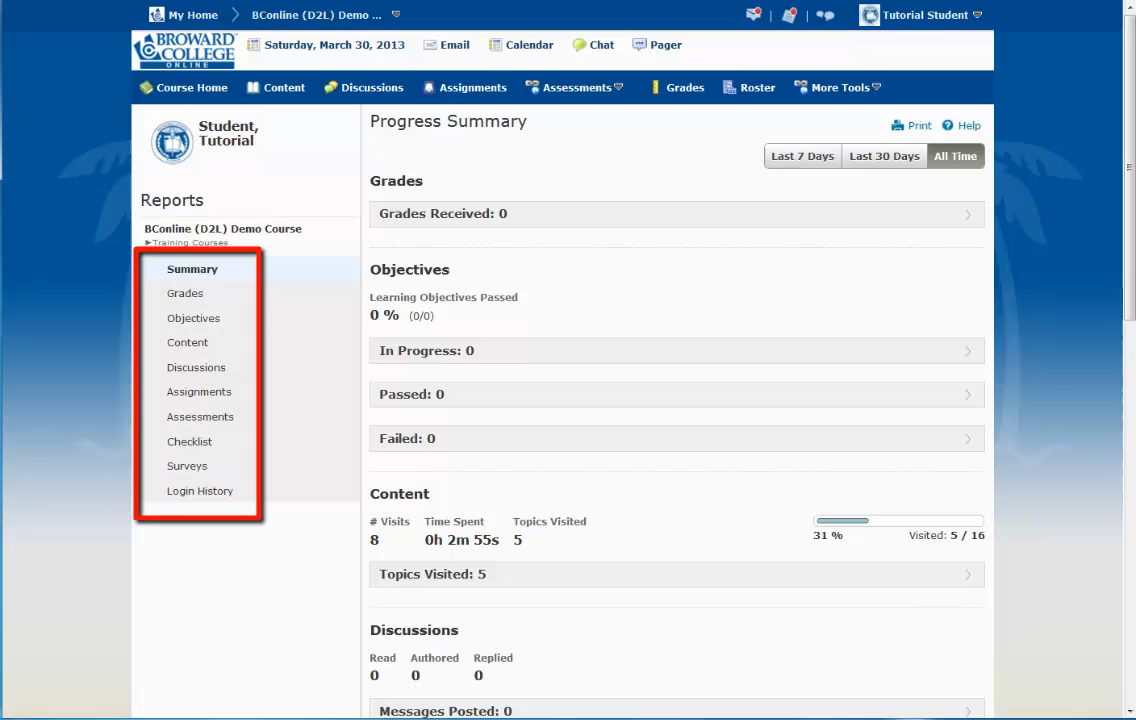 My Home BConline (D2L) Demo ... Tutorial Student
BROWARD COLLEGE ONLINE
Saturday, March 30, 2013 Email Calendar Chat Pager
Course Home Content Discussions Assignments Assessments Grades Roster More Tools
Student, Tutorial
Reports
BConline (D2L) Demo Course
Training Courses
Summary
Grades
Objectives
Content
Discussions
Assignments
Assessments
Checklist
Surveys
Login History
Progress Summary
Print Help
Last 7 Days Last 30 Days All Time
Grades
Grades Received: 0
Objectives
Learning Objectives Passed
0 % (0/0)
In Progress: 0
Passed: 0
Failed: 0
Content
# Visits Time Spent Topics Visited
8 0h 2m 55s 5
31 % Visited: 5 / 16
Topics Visited: 5
Discussions
Read Authored Replied
0 0 0
Messages Posted: 0